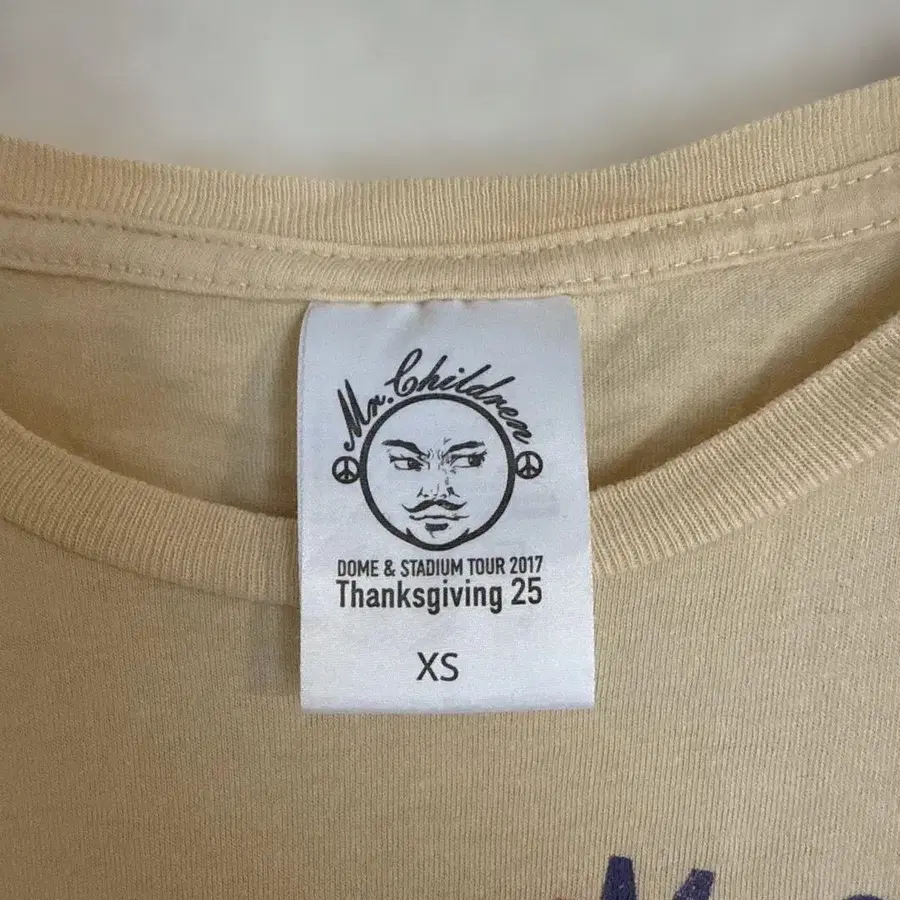 Mr.Children
DOME & STADIUM TOUR 2017
Thanksgiving 25
XS